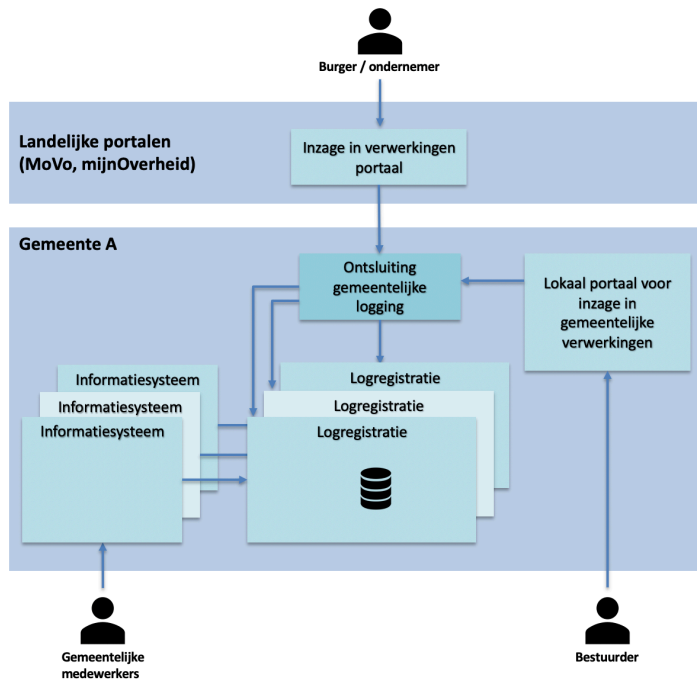 Burger / ondernemer
Landelijke portalen
(MoVo, mijnOverheid)
Inzage in verwerkingen
portaal
Gemeente A
Ontsluiting
gemeentelijke
logging
Lokaal portaal voor
inzage in
gemeentelijke
verwerkingen
Informatiesysteem
Informatiesysteem
Informatiesysteem
Logregistratie
Logregistratie
Logregistratie
Gemeentelijke
medewerkers
Bestuurder